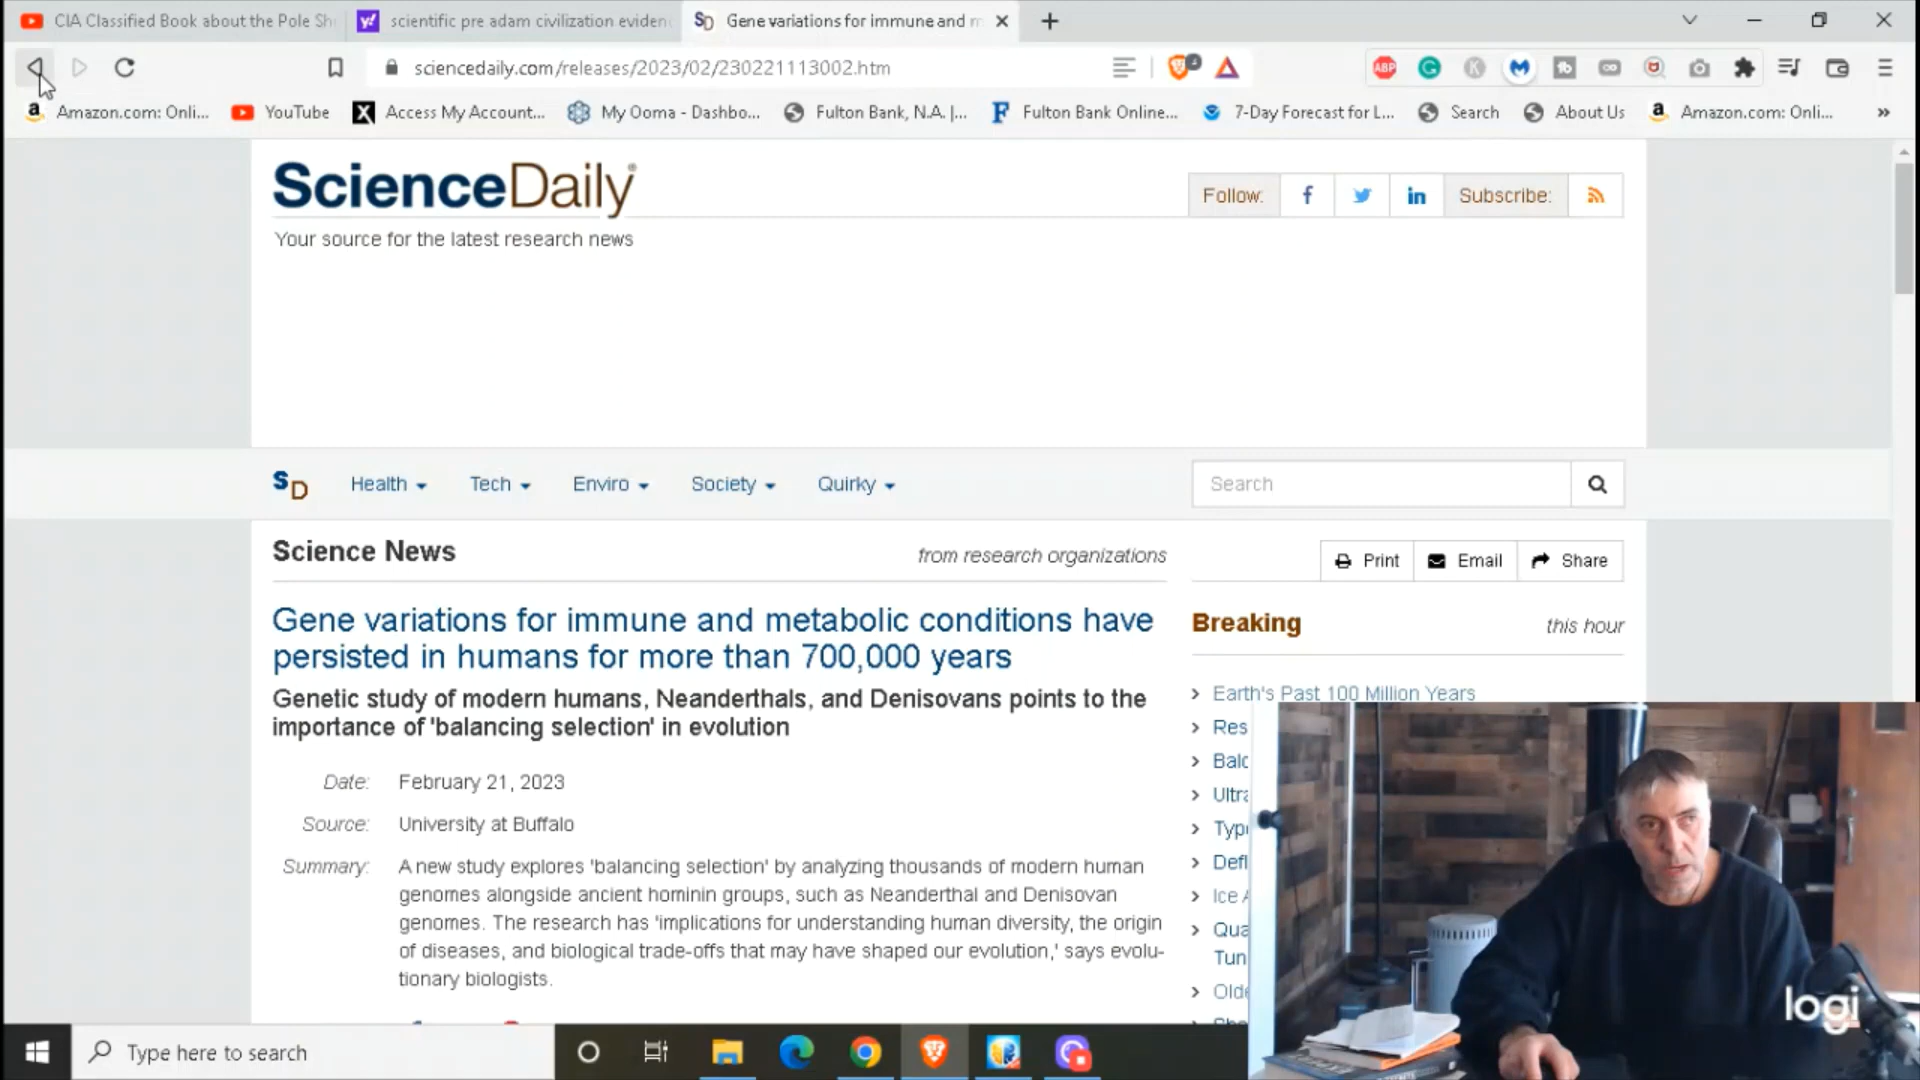 CIA Classified Book about the Pole Sh
scientific pre adam civilization eviden
Gene variations for immune and m
sciencedaily.com/releases/2023/02/230221113002.htm
Amazon.com: Onli...
YouTube
Access My Account...
My Ooma - Dashbo...
Fulton Bank, N.A. |...
Fulton Bank Online...
7-Day Forecast for L...
Search
About Us
Amazon.com: Onli...
ScienceDaily
Your source for the latest research news
Follow:
Subscribe:
SD
Health
Tech
Enviro
Society
Quirky
Search
Science News
from research organizations
Print
Email
Share
Gene variations for immune and metabolic conditions have
persisted in humans for more than 700,000 years
Genetic study of modern humans, Neanderthals, and Denisovans points to the
importance of 'balancing selection' in evolution
Date: February 21, 2023
Source: University at Buffalo
Summary: A new study explores 'balancing selection' by analyzing thousands of modern human
genomes alongside ancient hominin groups, such as Neanderthal and Denisovan
genomes. The research has 'implications for understanding human diversity, the origin
of diseases, and biological trade-offs that may have shaped our evolution,' says evolu-
tionary biologists.
Breaking
this hour
Earth's Past 100 Million Years
Res
Balc
Ultra
Type
Defl
Ice A
Qua
Tun
Olde
logi
Type here to search